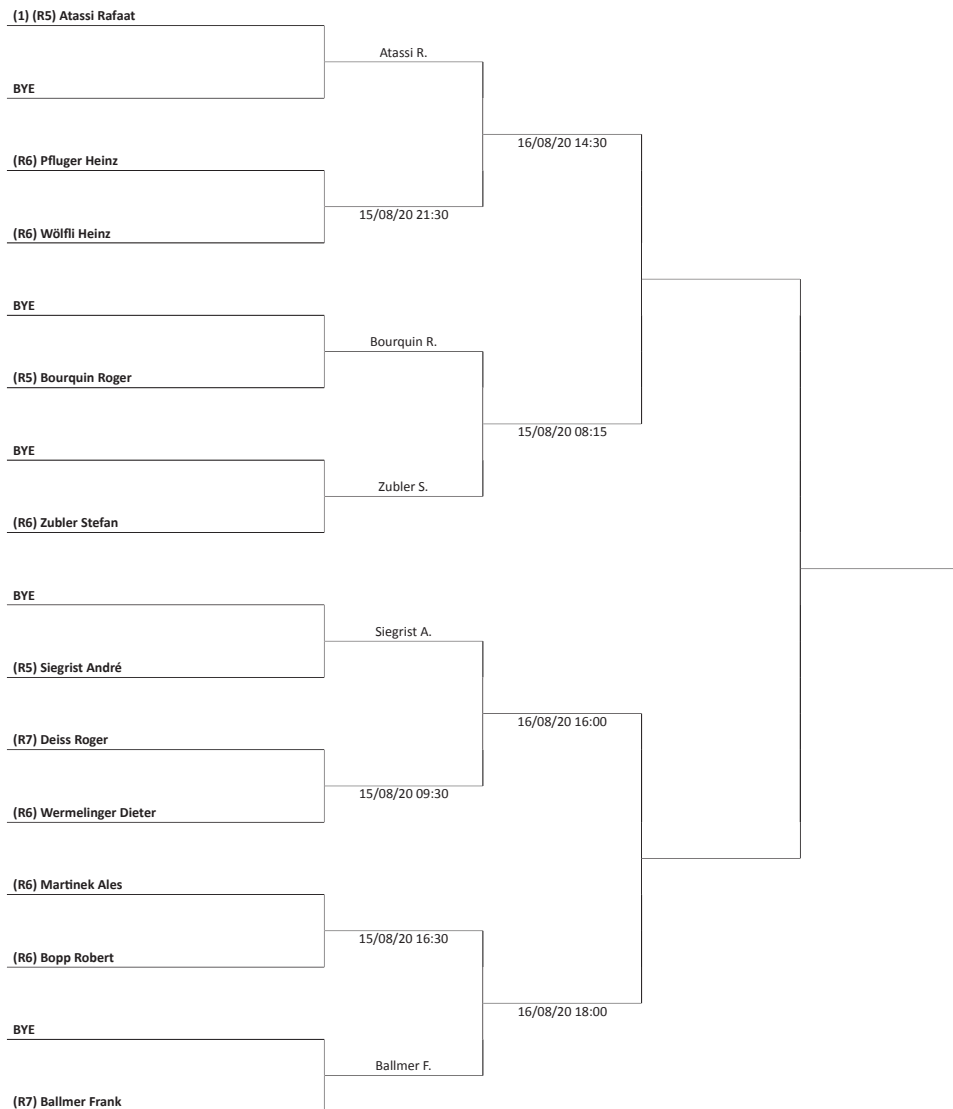 (1) (R5) Atassi Rafaat
Atassi R.
BYE
16/08/20 14:30
(R6) Pfluger Heinz
15/08/20 21:30
(R6) Wölfli Heinz
BYE
Bourquin R.
(R5) Bourquin Roger
15/08/20 08:15
BYE
Zubler S.
(R6) Zubler Stefan
BYE
Siegrist A.
(R5) Siegrist André
16/08/20 16:00
(R7) Deiss Roger
15/08/20 09:30
(R6) Wermelinger Dieter
(R6) Martinek Ales
15/08/20 16:30
(R6) Bopp Robert
16/08/20 18:00
BYE
Ballmer F.
(R7) Ballmer Frank